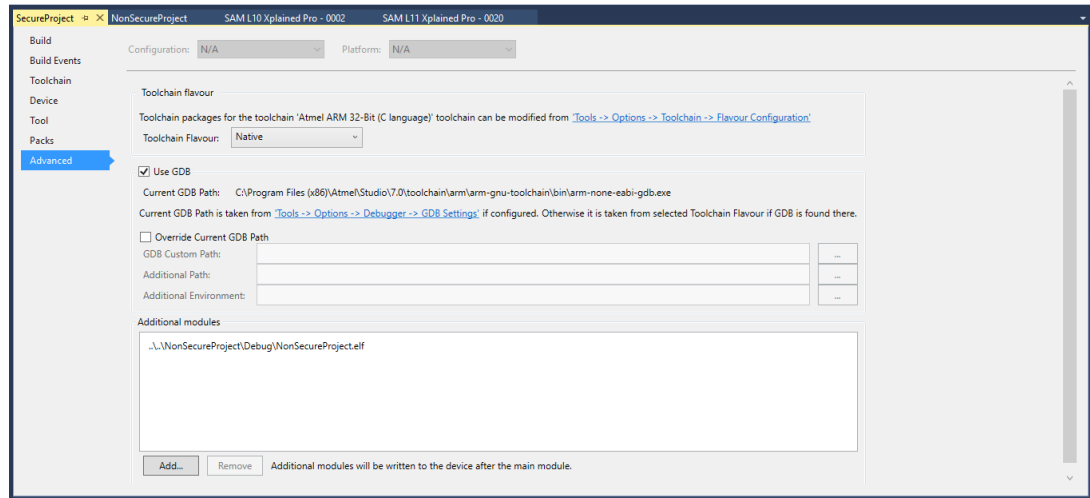 SecureProject NonSecureProject SAM L10 Xplained Pro - 0002 SAM L11 Xplained Pro - 0020
Build
Build Events
Toolchain
Device
Tool
Packs
Advanced
Configuration: N/A Platform: N/A
Toolchain flavour
Toolchain packages for the toolchain 'Atmel ARM 32-Bit (C language)' toolchain can be modified from 'Tools -> Options -> Toolchain -> Flavour Configuration'
Toolchain Flavour: Native
Use GDB
Current GDB Path: C:\Program Files (x86)\Atmel\Studio\7.0\toolchain\arm\arm-gnu-toolchain\bin\arm-none-eabi-gdb.exe
Current GDB Path is taken from 'Tools -> Options -> Debugger -> GDB Settings' if configured. Otherwise it is taken from selected Toolchain Flavour if GDB is found there.
Override Current GDB Path
GDB Custom Path: ...
Additional Path: ...
Additional Environment: ...
Additional modules
..\..\NonSecureProject\Debug\NonSecureProject.elf
Add... Remove Additional modules will be written to the device after the main module.